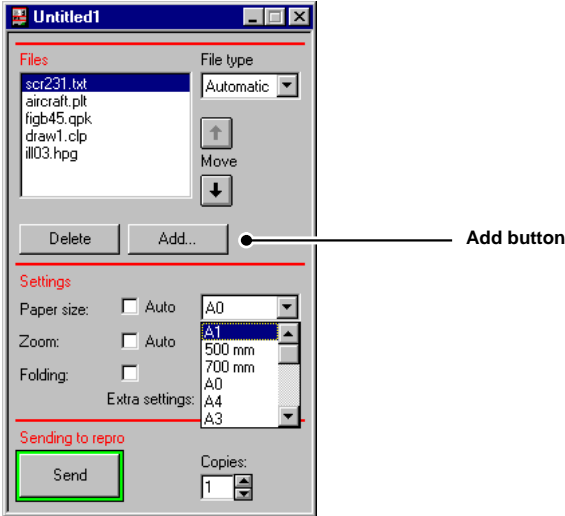 Untitled1
Files
File type
scr231.txt
aircraft.plt
figb45.qpk
draw1.clp
ill03.hpg
Automatic
Move
Delete
Add...
Add button
Settings
Paper size:
Auto
A0
Zoom:
Auto
Folding:
Extra settings:
A1
500 mm
700 mm
A0
A4
A3
Sending to repro
Send
Copies:
1